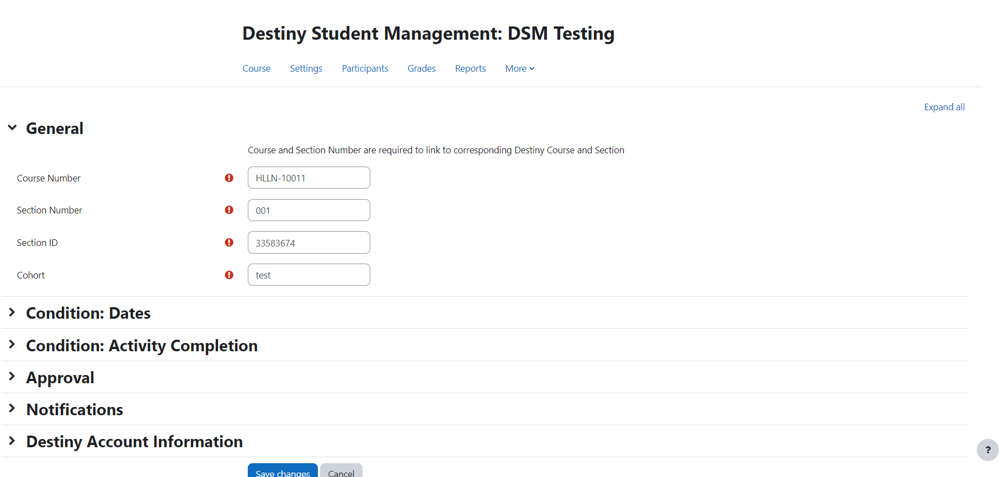 Destiny Student Management: DSM Testing
Course Settings Participants Grades Reports More
Expand all
General
Course and Section Number are required to link to corresponding Destiny Course and Section
Course Number HLLN-10011
Section Number 001
Section ID 33583674
Cohort test
Condition: Dates
Condition: Activity Completion
Approval
Notifications
Destiny Account Information
?
Save changes Cancel